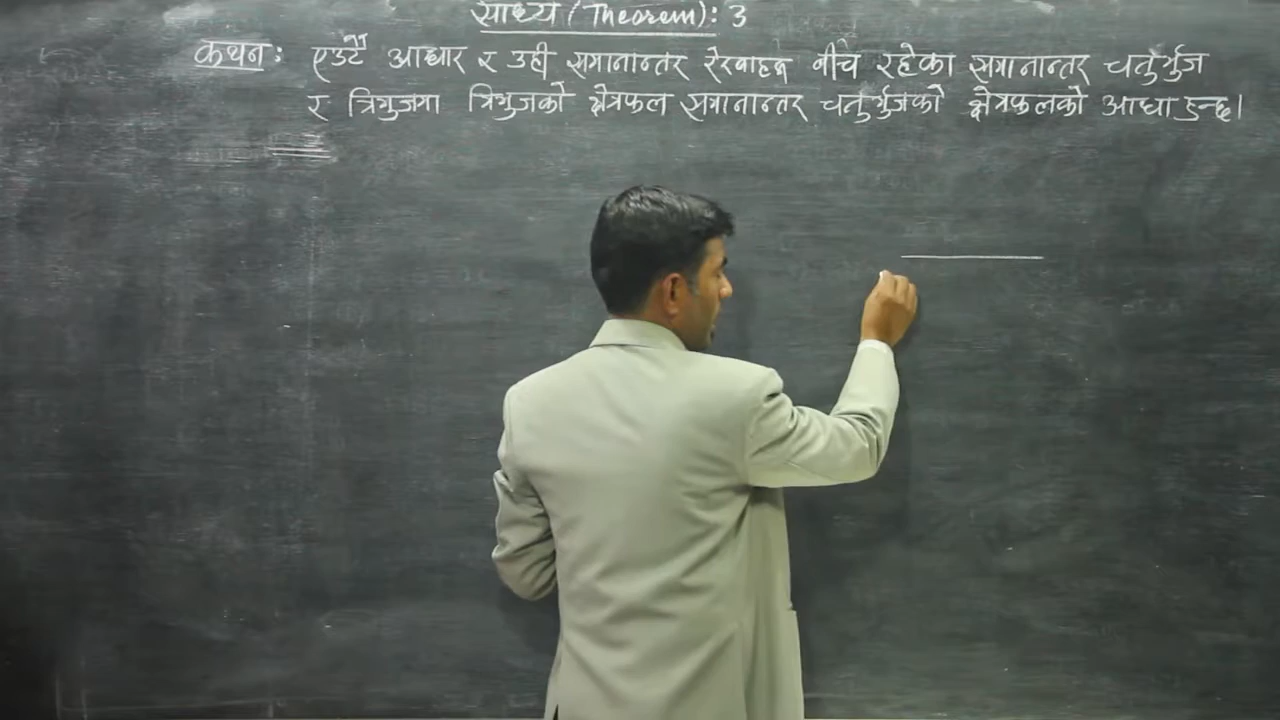 साध्य (Theorem): 3
कथन: एउटै आधार र उही समानान्तर रेखाहरू बीच रहेका समानान्तर चतुर्भुज
र त्रिभुजमा त्रिभुजको क्षेत्रफल समानान्तर चतुर्भुजको क्षेत्रफलको आधा हुन्छ।